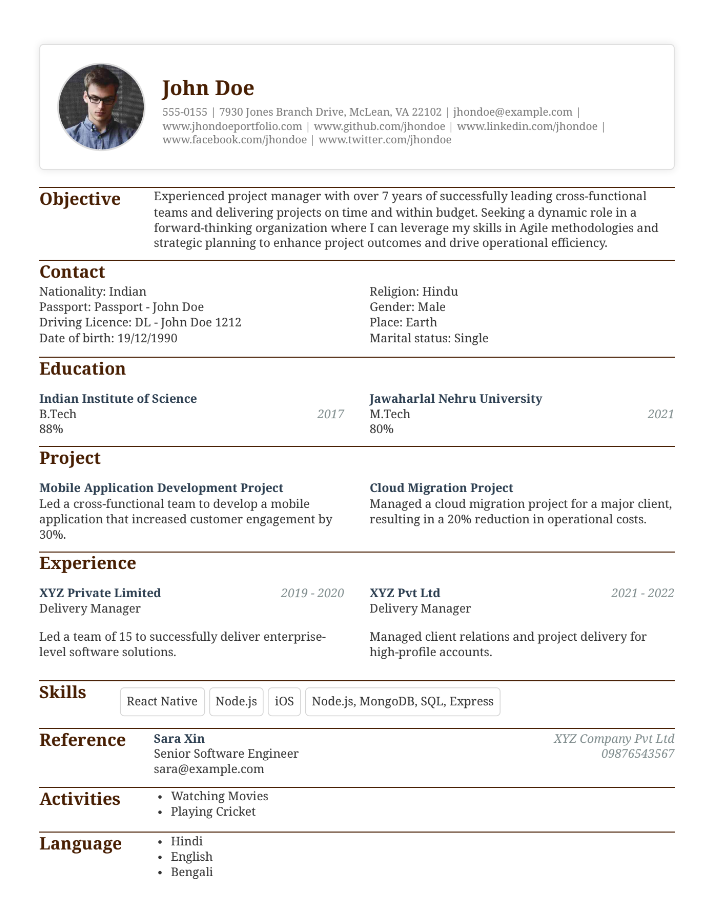 John Doe
555-0155 | 7930 Jones Branch Drive, McLean, VA 22102 | jhondoe@example.com |
www.jhondoeportfolio.com | www.github.com/jhondoe | www.linkedin.com/jhondoe |
www.facebook.com/jhondoe | www.twitter.com/jhondoe
Objective
Experienced project manager with over 7 years of successfully leading cross-functional
teams and delivering projects on time and within budget. Seeking a dynamic role in a
forward-thinking organization where I can leverage my skills in Agile methodologies and
strategic planning to enhance project outcomes and drive operational efficiency.
Contact
Nationality: Indian
Passport: Passport - John Doe
Driving Licence: DL - John Doe 1212
Date of birth: 19/12/1990
Religion: Hindu
Gender: Male
Place: Earth
Marital status: Single
Education
Indian Institute of Science
B.Tech 2017
88%
Jawaharlal Nehru University
M.Tech 2021
80%
Project
Mobile Application Development Project
Led a cross-functional team to develop a mobile
application that increased customer engagement by
30%.
Cloud Migration Project
Managed a cloud migration project for a major client,
resulting in a 20% reduction in operational costs.
Experience
XYZ Private Limited 2019 - 2020
Delivery Manager
Led a team of 15 to successfully deliver enterprise-
level software solutions.
XYZ Pvt Ltd 2021 - 2022
Delivery Manager
Managed client relations and project delivery for
high-profile accounts.
Skills
React Native
Node.js
iOS
Node.js, MongoDB, SQL, Express
Reference
Sara Xin XYZ Company Pvt Ltd
Senior Software Engineer 09876543567
sara@example.com
Activities
• Watching Movies
• Playing Cricket
Language
• Hindi
• English
• Bengali